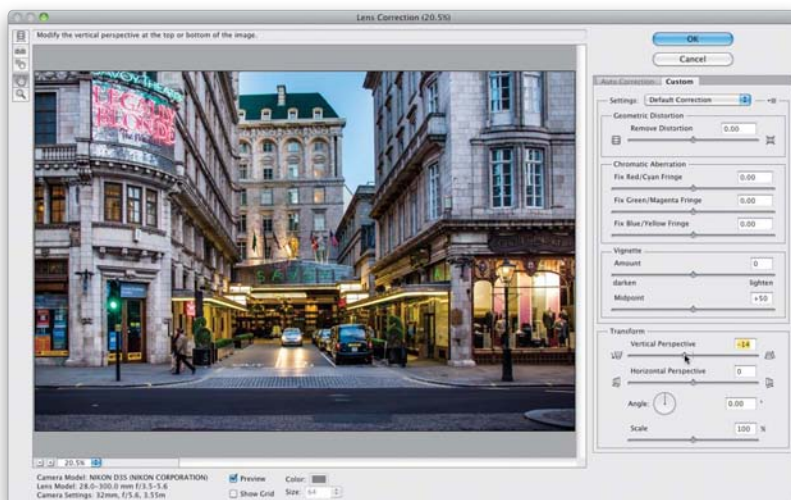 Lens Correction (20.5%)
Modify the vertical perspective at the top or bottom of the image.
OK
Cancel
Auto Correction Custom
Settings: Default Correction
Geometric Distortion
Remove Distortion 0.00
Chromatic Aberration
Fix Red/Cyan Fringe 0.00
Fix Green/Magenta Fringe 0.00
Fix Blue/Yellow Fringe 0.00
Vignette
Amount 0
darken lighten
Midpoint +50
Transform
Vertical Perspective -14
Horizontal Perspective 0
Angle: 0.00 °
Scale 100 %
SAVOY THEATRE
LEGALLY
BLONDE
SAVOY
20.5%
Camera Model: NIKON D3S (NIKON CORPORATION)
Lens Model: 28.0-300.0 mm f/3.5-5.6
Camera Settings: 32mm, f/5.6, 3.55m
Preview Color:
Show Grid Size: 64